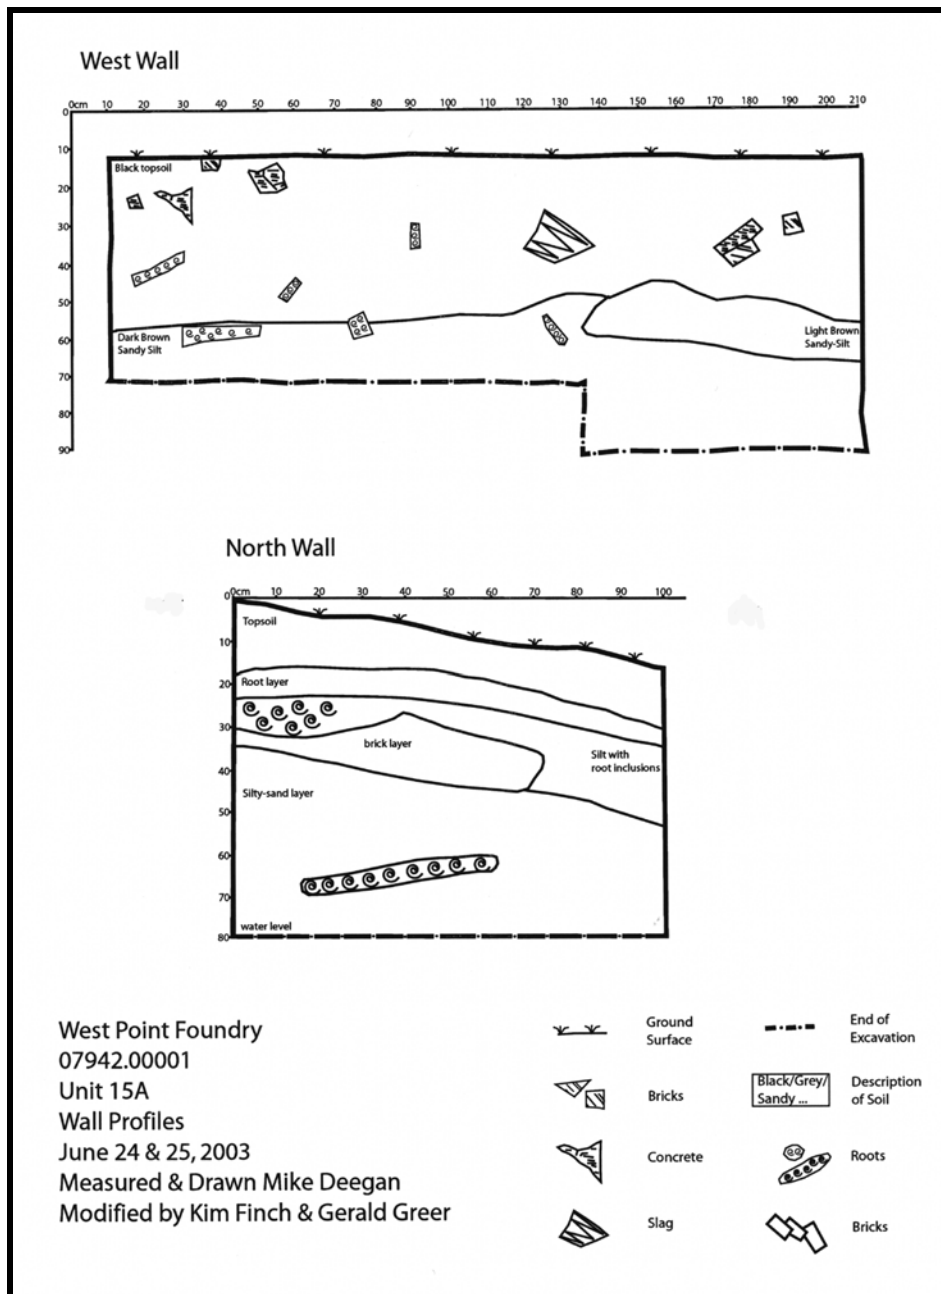 West Wall
0cm 10 20 30 40 50 60 70 80 90 100 110 120 130 140 160 170 180 190 200 210
0
10
Black topsoil
20
30
40
50
Dark Brown
Sandy Silt
Light Brown
Sandy-Silt
60
70
80
90
North Wall
0cm 10 20 30 40 50 60 70 80 90 100
0
Topsoil
10
Root layer
20
30
brick layer
Silt with
root inclusions
40
Silty-sand layer
50
60
70
water level
80
West Point Foundry
07942.00001
Unit 15A
Wall Profiles
June 24 & 25, 2003
Measured & Drawn Mike Deegan
Modified by Kim Finch & Gerald Greer
Ground
Surface
End of
Excavation
Bricks
Black/Grey/
Sandy ...
Description
of Soil
Concrete
Roots
Slag
Bricks